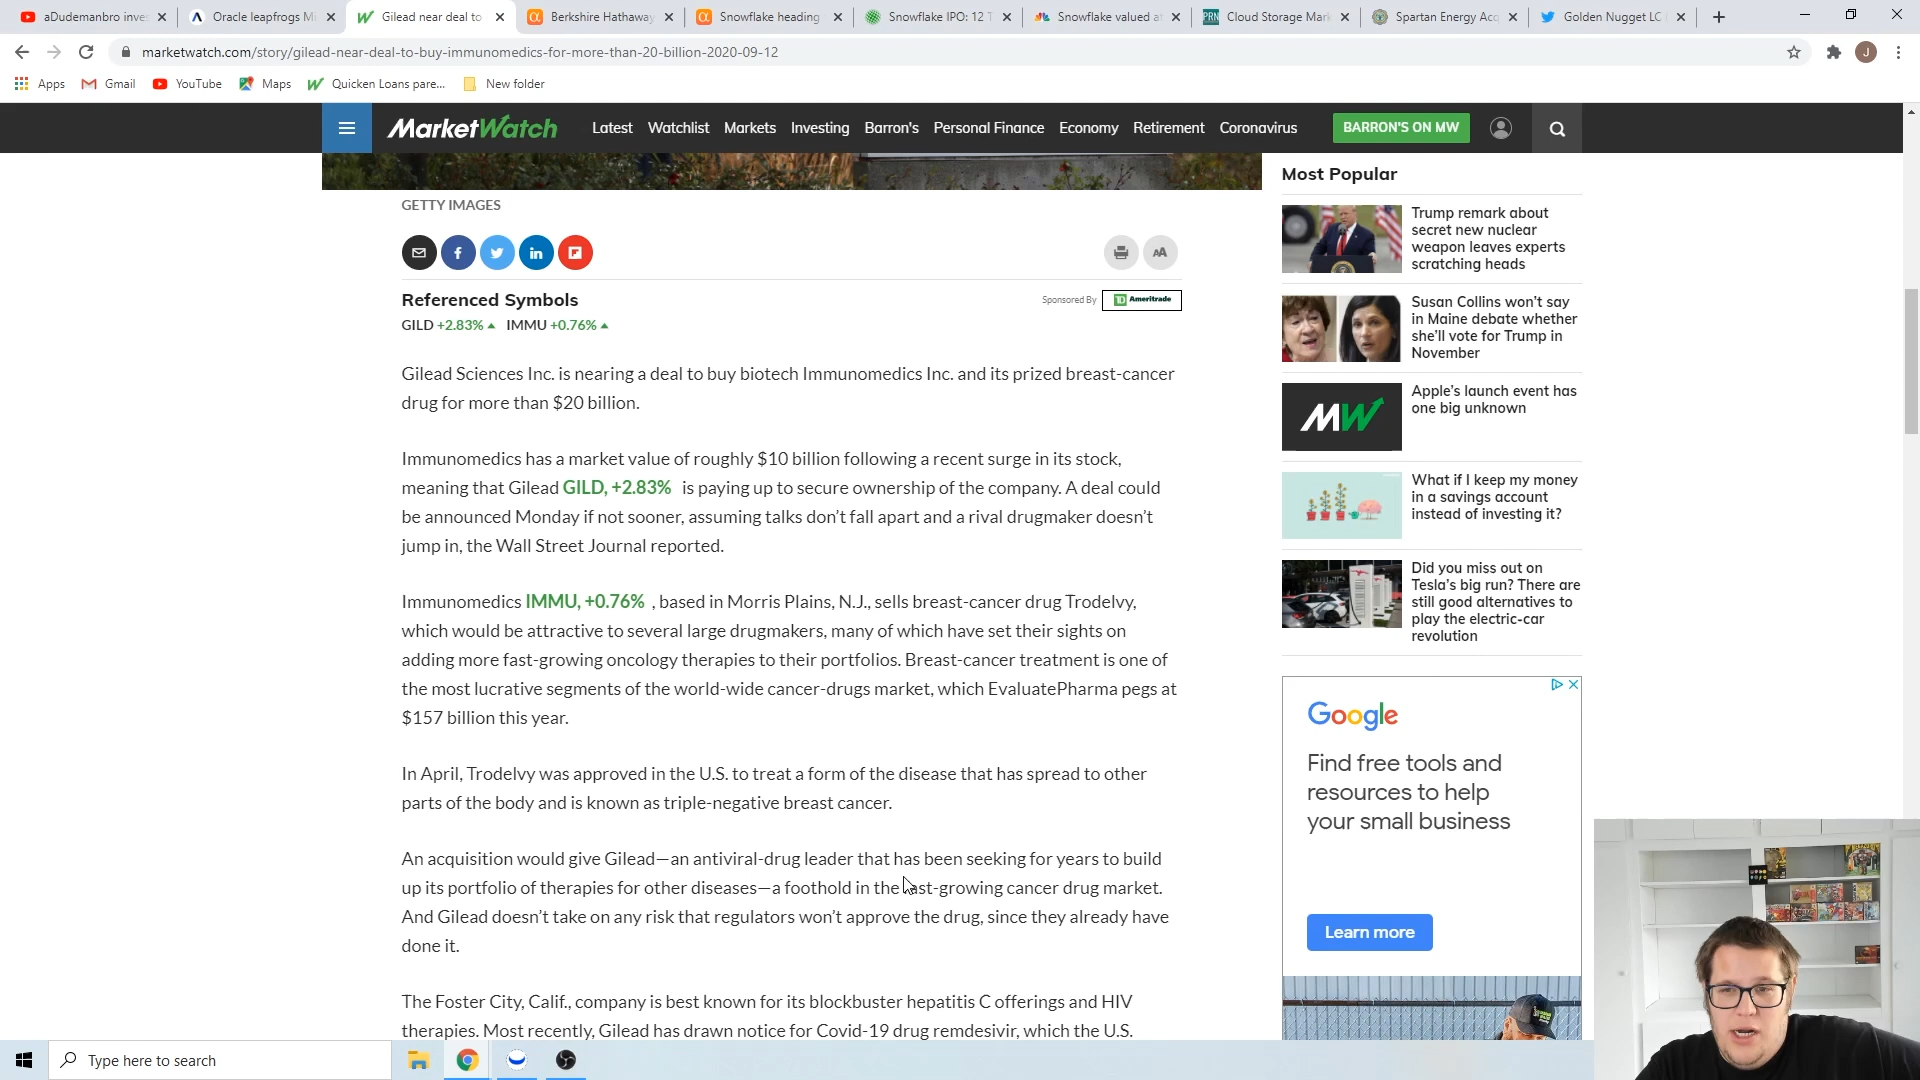 aDudemanbro inve
Oracle leapfrogs Mi
Gilead near deal to
Berkshire Hathaway
Snowflake heading
Snowflake IPO: 12 T
Snowflake valued a
PRN
Cloud Storage Mark
Spartan Energy Acq
Golden Nugget LC
marketwatch.com/story/gilead-near-deal-to-buy-immunomedics-for-more-than-20-billion-2020-09-12
J
Apps
Gmail
YouTube
Maps
Quicken Loans pare...
New folder
MarketWatch
Latest
Watchlist
Markets
Investing
Barron's
Personal Finance
Economy
Retirement
Coronavirus
BARRON'S ON MW
GETTY IMAGES
AA
Referenced Symbols
Sponsored By
TD Ameritrade
GILD +2.83% IMMU +0.76%
Gilead Sciences Inc. is nearing a deal to buy biotech Immunomedics Inc. and its prized breast-cancer
drug for more than $20 billion.
Immunomedics has a market value of roughly $10 billion following a recent surge in its stock,
meaning that Gilead GILD, +2.83% is paying up to secure ownership of the company. A deal could
be announced Monday if not sooner, assuming talks don't fall apart and a rival drugmaker doesn't
jump in, the Wall Street Journal reported.
Immunomedics IMMU, +0.76% , based in Morris Plains, N.J., sells breast-cancer drug Trodelvy,
which would be attractive to several large drugmakers, many of which have set their sights on
adding more fast-growing oncology therapies to their portfolios. Breast-cancer treatment is one of
the most lucrative segments of the world-wide cancer-drugs market, which EvaluatePharma pegs at
$157 billion this year.
In April, Trodelvy was approved in the U.S. to treat a form of the disease that has spread to other
parts of the body and is known as triple-negative breast cancer.
An acquisition would give Gilead—an antiviral-drug leader that has been seeking for years to build
up its portfolio of therapies for other diseases—a foothold in the fast-growing cancer drug market.
And Gilead doesn't take on any risk that regulators won't approve the drug, since they already have
done it.
The Foster City, Calif., company is best known for its blockbuster hepatitis C offerings and HIV
therapies. Most recently, Gilead has drawn notice for Covid-19 drug remdesivir, which the U.S.
Most Popular
Trump remark about
secret new nuclear
weapon leaves experts
scratching heads
Susan Collins won't say
in Maine debate whether
she'll vote for Trump in
November
MW
Apple's launch event has
one big unknown
What if I keep my money
in a savings account
instead of investing it?
Did you miss out on
Tesla's big run? There are
still good alternatives to
play the electric-car
revolution
Google
Find free tools and
resources to help
your small business
Learn more
Type here to search